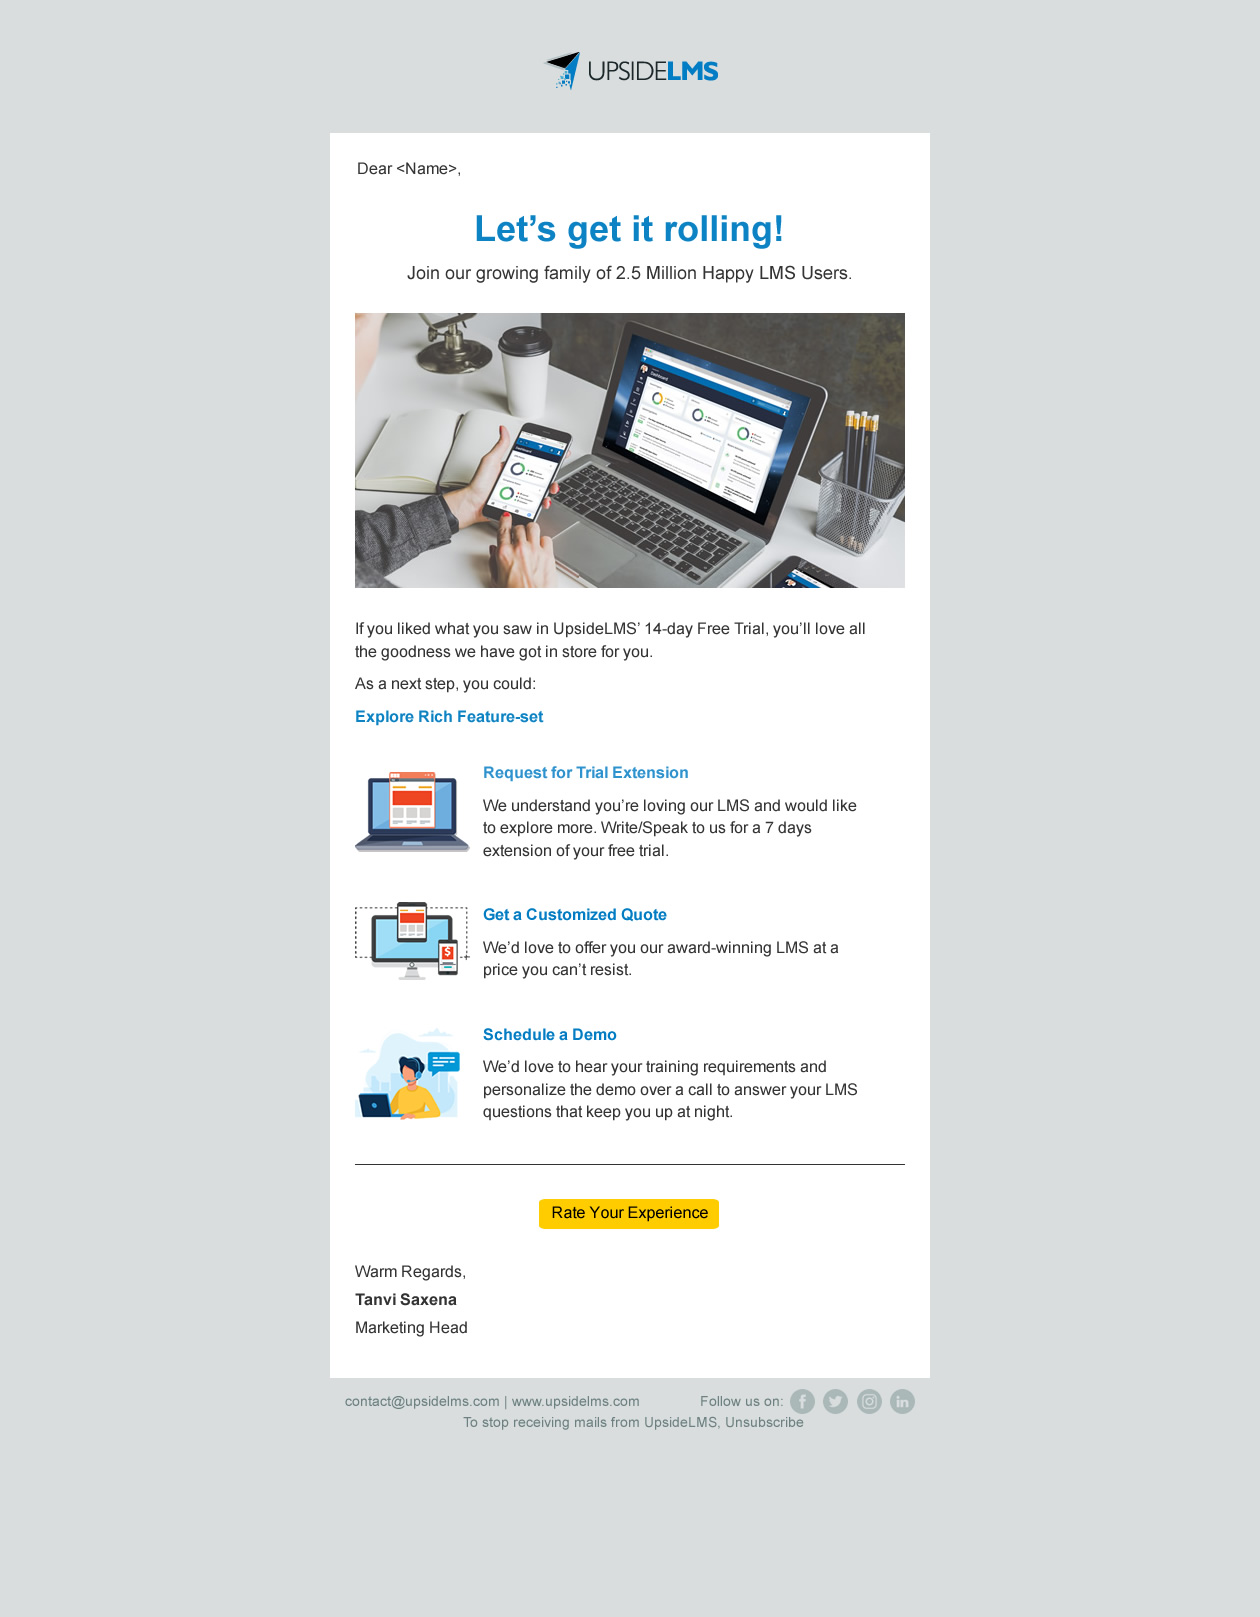 UPSIDELMS
Dear <Name>,
Let’s get it rolling!
Join our growing family of 2.5 Million Happy LMS Users.
Dashboard
If you liked what you saw in UpsideLMS’ 14-day Free Trial, you’ll love all
the goodness we have got in store for you.
As a next step, you could:
Explore Rich Feature-set
Request for Trial Extension
We understand you’re loving our LMS and would like
to explore more. Write/Speak to us for a 7 days
extension of your free trial.
$
Get a Customized Quote
We’d love to offer you our award-winning LMS at a
price you can’t resist.
Schedule a Demo
We’d love to hear your training requirements and
personalize the demo over a call to answer your LMS
questions that keep you up at night.
Rate Your Experience
Warm Regards,
Tanvi Saxena
Marketing Head
contact@upsidelms.com | www.upsidelms.com Follow us on:
To stop receiving mails from UpsideLMS, Unsubscribe